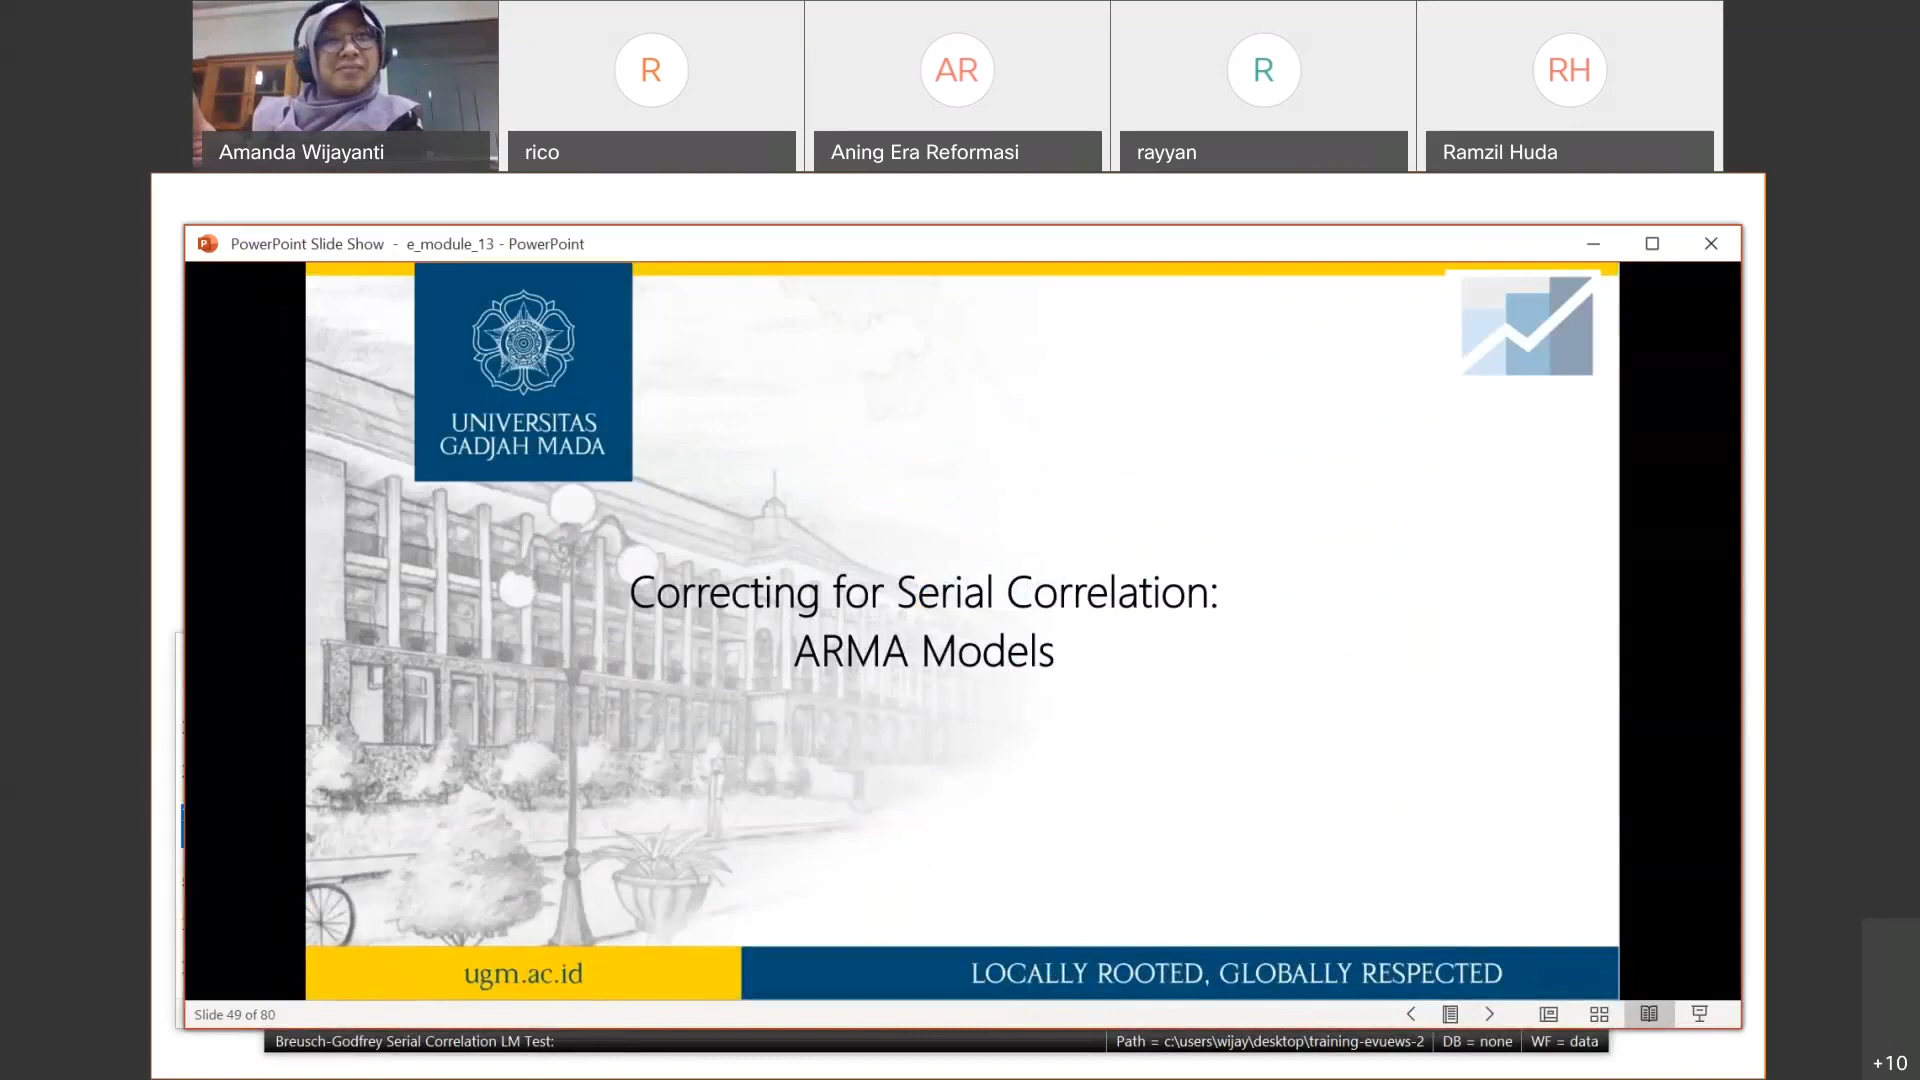 R
AR
R
RH
Amanda Wijayanti
rico
Aning Era Reformasi
rayyan
Ramzil Huda
PowerPoint Slide Show - e_module_13 - PowerPoint
UNIVERSITAS
GADJAH MADA
Correcting for Serial Correlation:
ARMA Models
ugm.ac.id
LOCALLY ROOTED, GLOBALLY RESPECTED
Slide 49 of 80
Breusch-Godfrey Serial Correlation LM Test:
Path = c:\users\wijay\desktop\training-evuews-2
DB = none
WF = data
+10